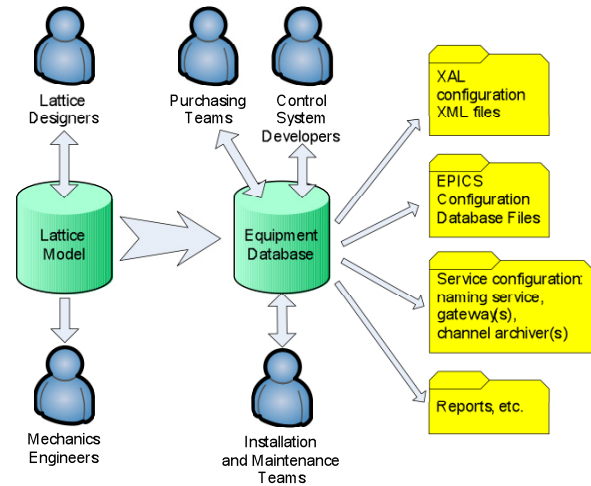 Lattice
Designers
Purchasing
Teams
Control
System
Developers
Lattice
Model
Equipment
Database
Mechanics
Engineers
Installation
and Maintenance
Teams
XAL
configuration
XML files
EPICS
Configuration
Database Files
Service configuration:
naming service,
gateway(s),
channel archiver(s)
Reports, etc.